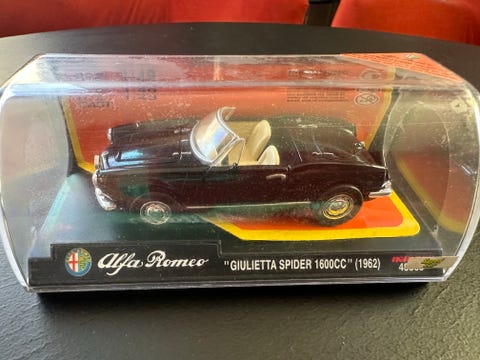 Alfa Romeo "GIULIETTA SPIDER 1600CC" (1962)